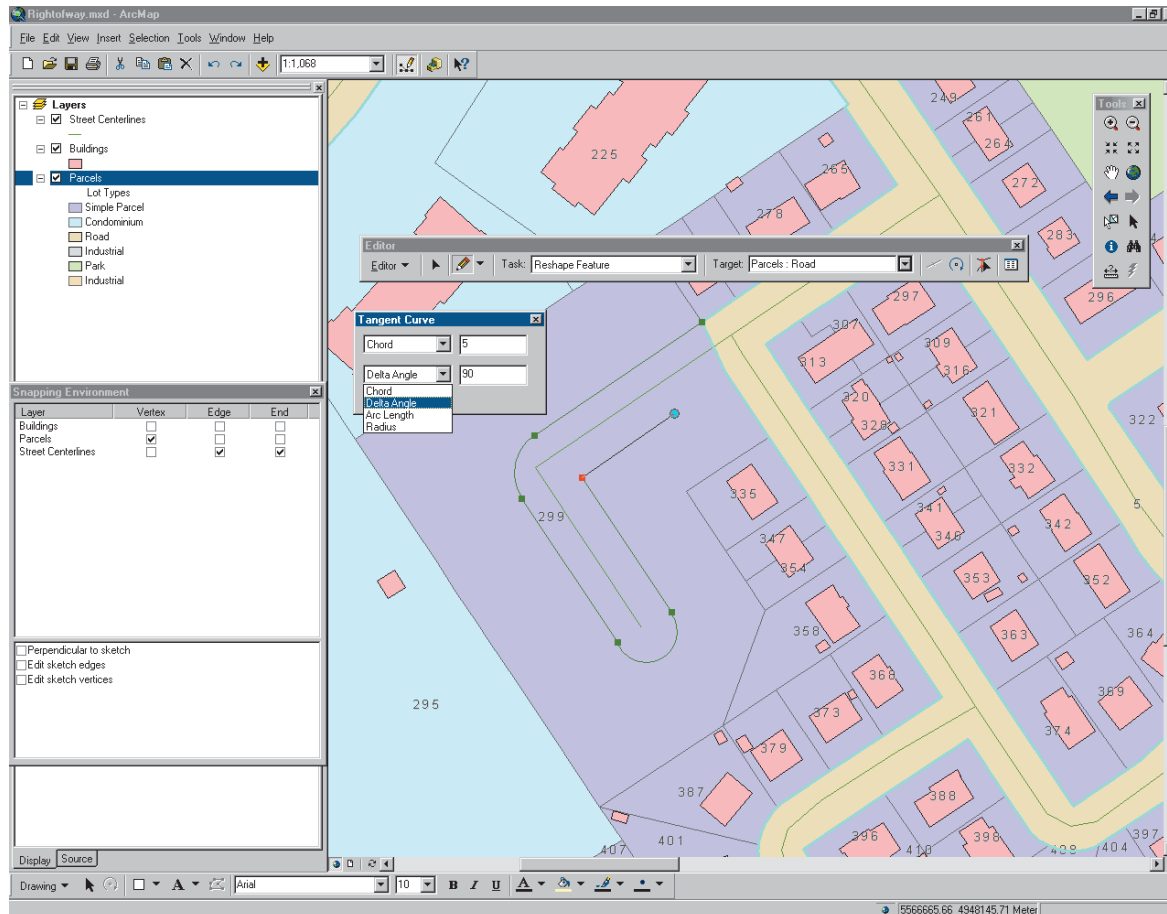 Rightofway.mxd - ArcMap
File Edit View Insert Selection Tools Window Help
1:1,068
Layers
Street Centerlines
Buildings
Parcels
Lot Types
Simple Parcel
Condominium
Road
Industrial
Park
Industrial
Snapping Environment
Layer Vertex Edge End
Buildings
Parcels
Street Centerlines
Perpendicular to sketch
Edit sketch edges
Edit sketch vertices
Display Source
Editor
Editor Task: Reshape Feature Target: Parcels : Road
Tangent Curve
Chord 5
Delta Angle 90
Chord
Delta Angle
Arc Length
Radius
Tools
249
261
264
225
265
272
278
283
297
296
307
309
313
316
320
321
322
328
331
332
335
299
341
342
5
347
346
354
353
352
358
363
364
368
369
295
373
374
379
387
388
401
396
398
397
407
410
408
404
Drawing A Arial 10 B I U A
5566665.66 4948145.71 Meter